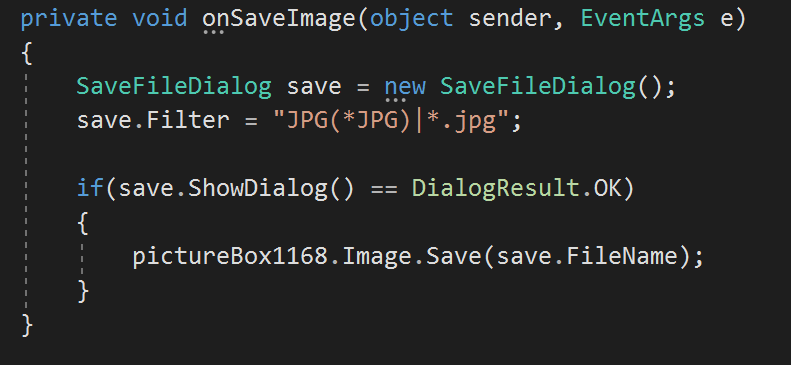 private void onSaveImage(object sender, EventArgs e)
{
SaveFileDialog save = new SaveFileDialog();
save.Filter = "JPG(*JPG)|*.jpg";
if(save.ShowDialog() == DialogResult.OK)
{
pictureBox1168.Image.Save(save.FileName);
}
}